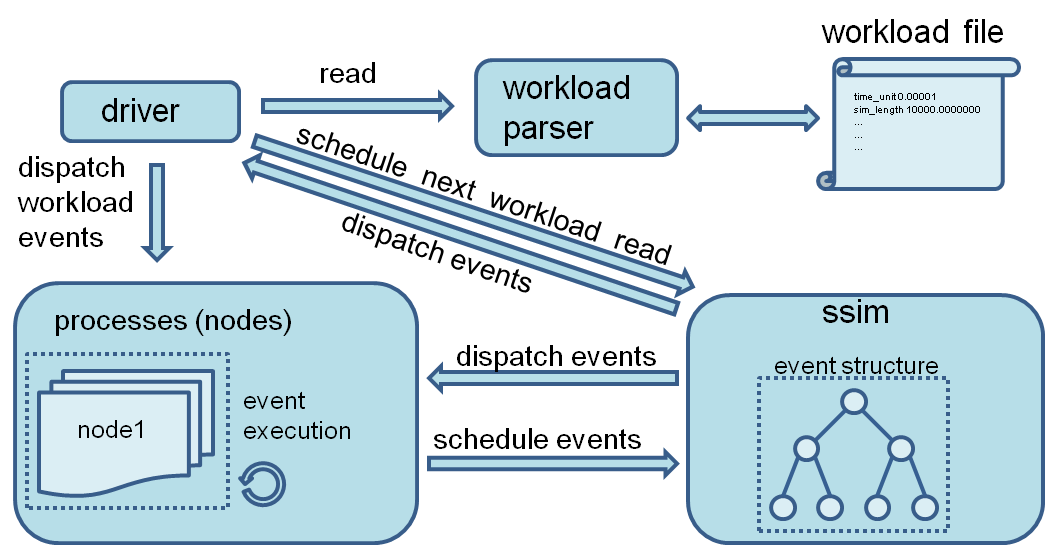 workload file
read
driver
workload
parser
time_unit0.00001
sim_length 10000.0000000
...
...
...
schedule next workload read
dispatch events
dispatch
workload
events
processes (nodes)
node1
event
execution
dispatch events
schedule events
ssim
event structure